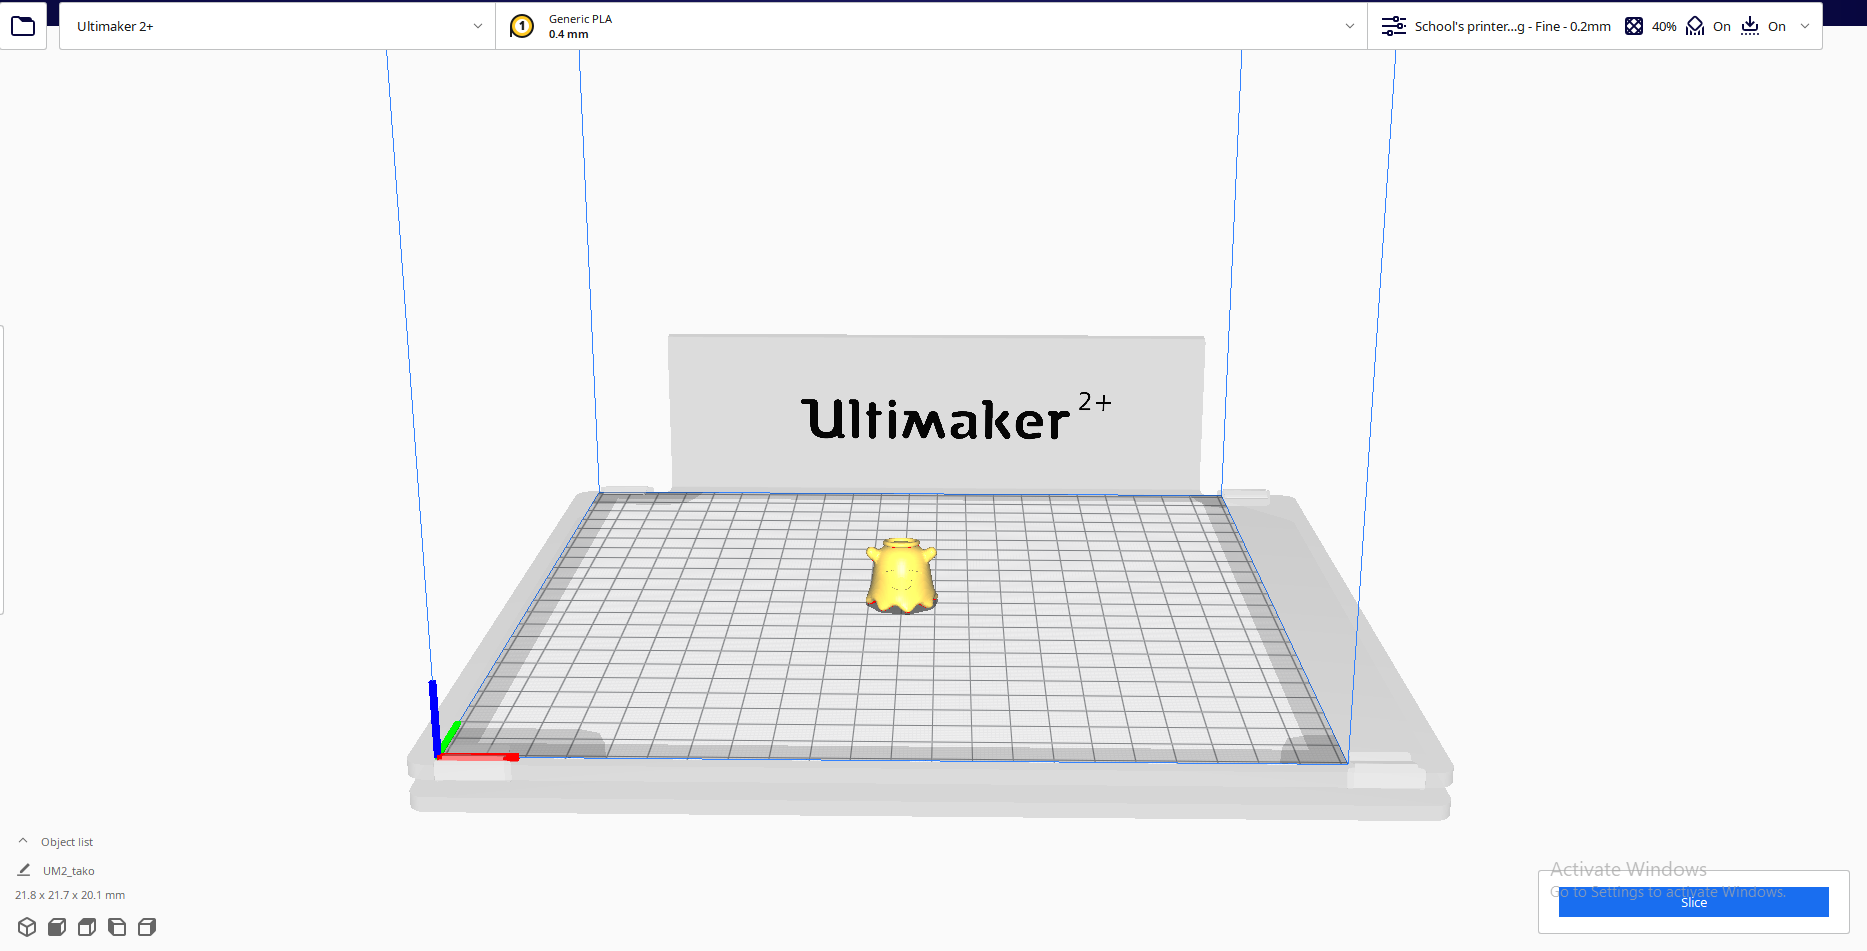 Ultimaker 2+
1
Generic PLA
0.4 mm
School's printer...g - Fine - 0.2mm
40%
On
On
Ultimaker 2+
Object list
UM2_tako
21.8 x 21.7 x 20.1 mm
Activate Windows
Go to Settings to activate Windows.
Slice